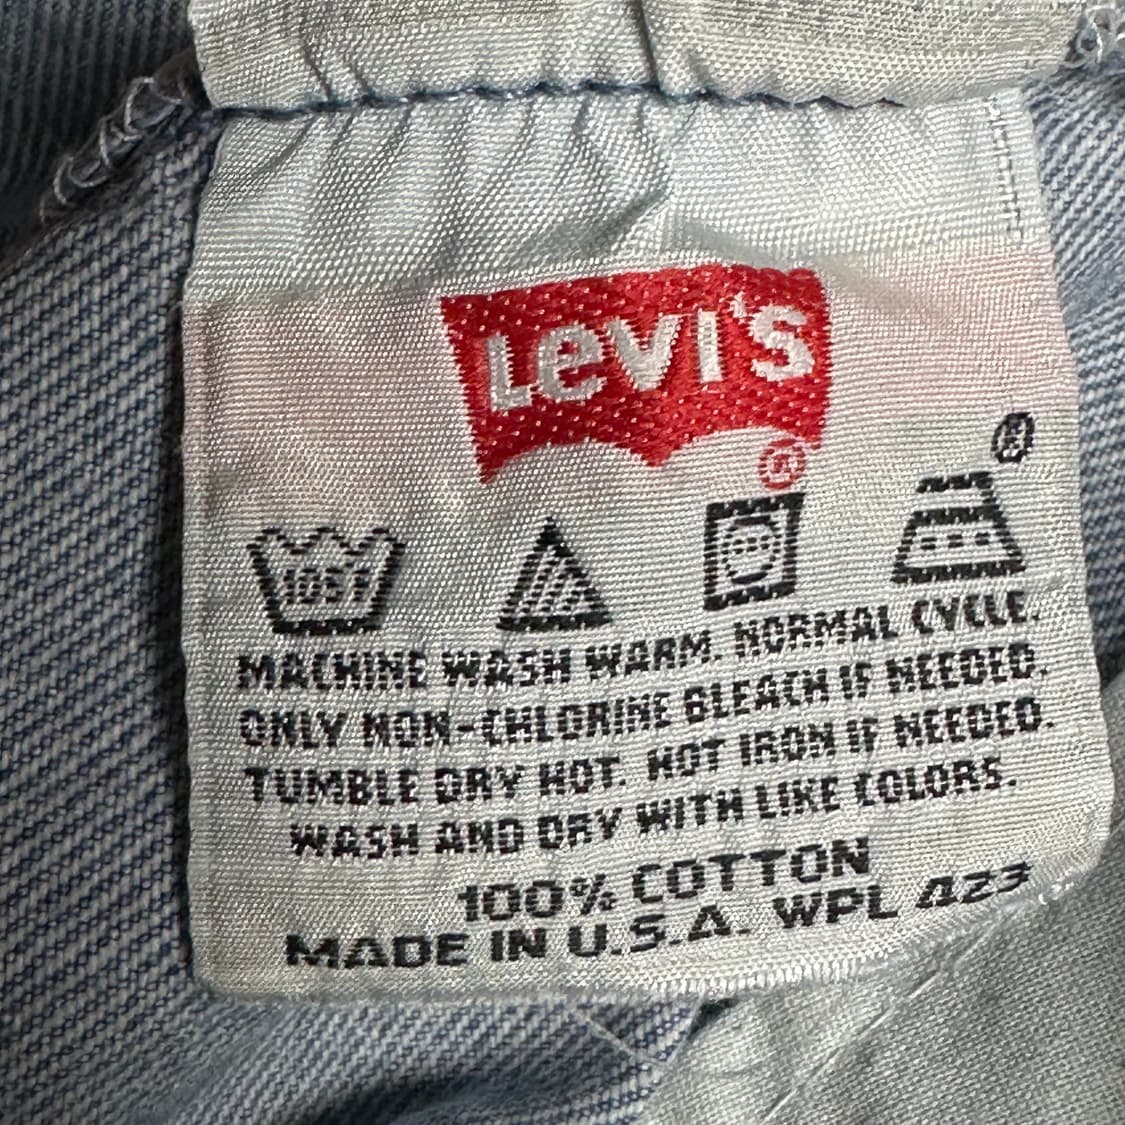 Levi's
®
®
105F
MACHINE WASH WARM. NORMAL CYCLE.
ONLY NON-CHLORINE BLEACH IF NEEDED.
TUMBLE DRY HOT. HOT IRON IF NEEDED.
WASH AND DRY WITH LIKE COLORS.
100% COTTON
MADE IN U.S.A. WPL 423